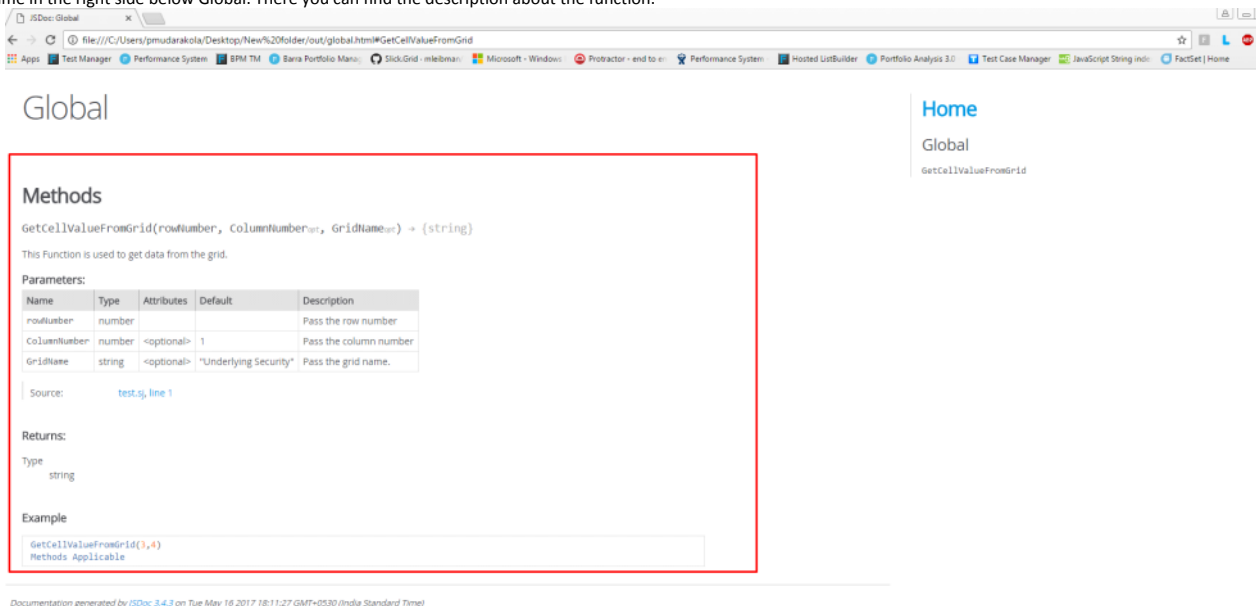 me in the right side below Global. There you can find the description about the function.
JSDoc: Global
file:///C:/Users/pmudarakola/Desktop/New%20folder/out/global.html#GetCellValueFromGrid
Apps Test Manager Performance System BPM TM Barra Portfolio Mana SlickGrid - mleibman Microsoft - Windows Protractor - end to en Performance System Hosted ListBuilder Portfolio Analysis 3.0 Test Case Manager JavaScript String inde FactSet | Home
Global
Home
Global
GetCellValueFromGrid
Methods
GetCellValueFromGrid(rowNumber, ColumnNumberopt, GridNameopt) → {string}
This Function is used to get data from the grid.
Parameters:
Name Type Attributes Default Description
rowNumber number Pass the row number
ColumnNumber number <optional> 1 Pass the column number
GridName string <optional> "Underlying Security" Pass the grid name.
Source: test.sj, line 1
Returns:
Type
string
Example
GetCellValueFromGrid(3,4)
Methods Applicable
Documentation generated by JSDoc 3.4.3 on Tue May 16 2017 18:11:27 GMT+0530 (India Standard Time)